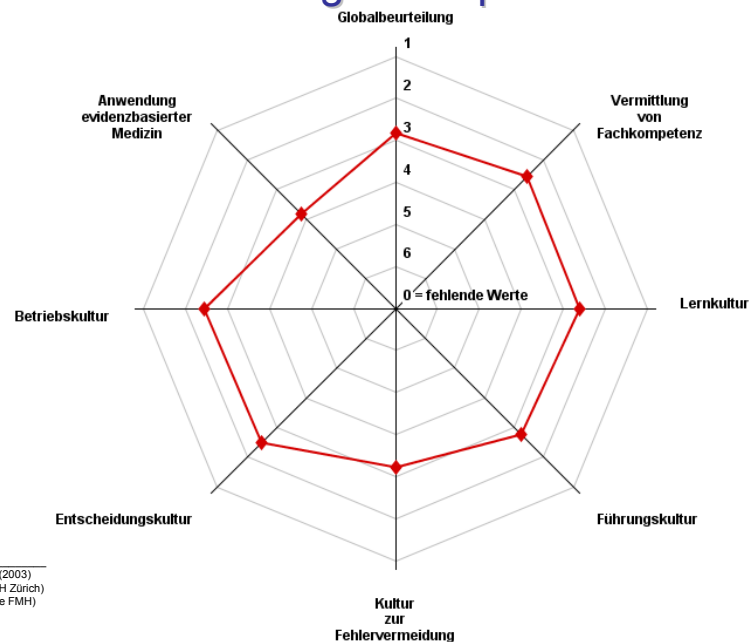 Globalbeurteilung
1
2
3
4
5
6
0 = fehlende Werte
Vermittlung
von
Fachkompetenz
Lernkultur
Führungskultur
Kultur
zur
Fehlervermeidung
Entscheidungskultur
Betriebskultur
Anwendung
evidenzbasierter
Medizin
(2003)
H Zürich)
e FMH)